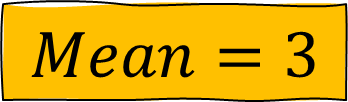 Mean = 3